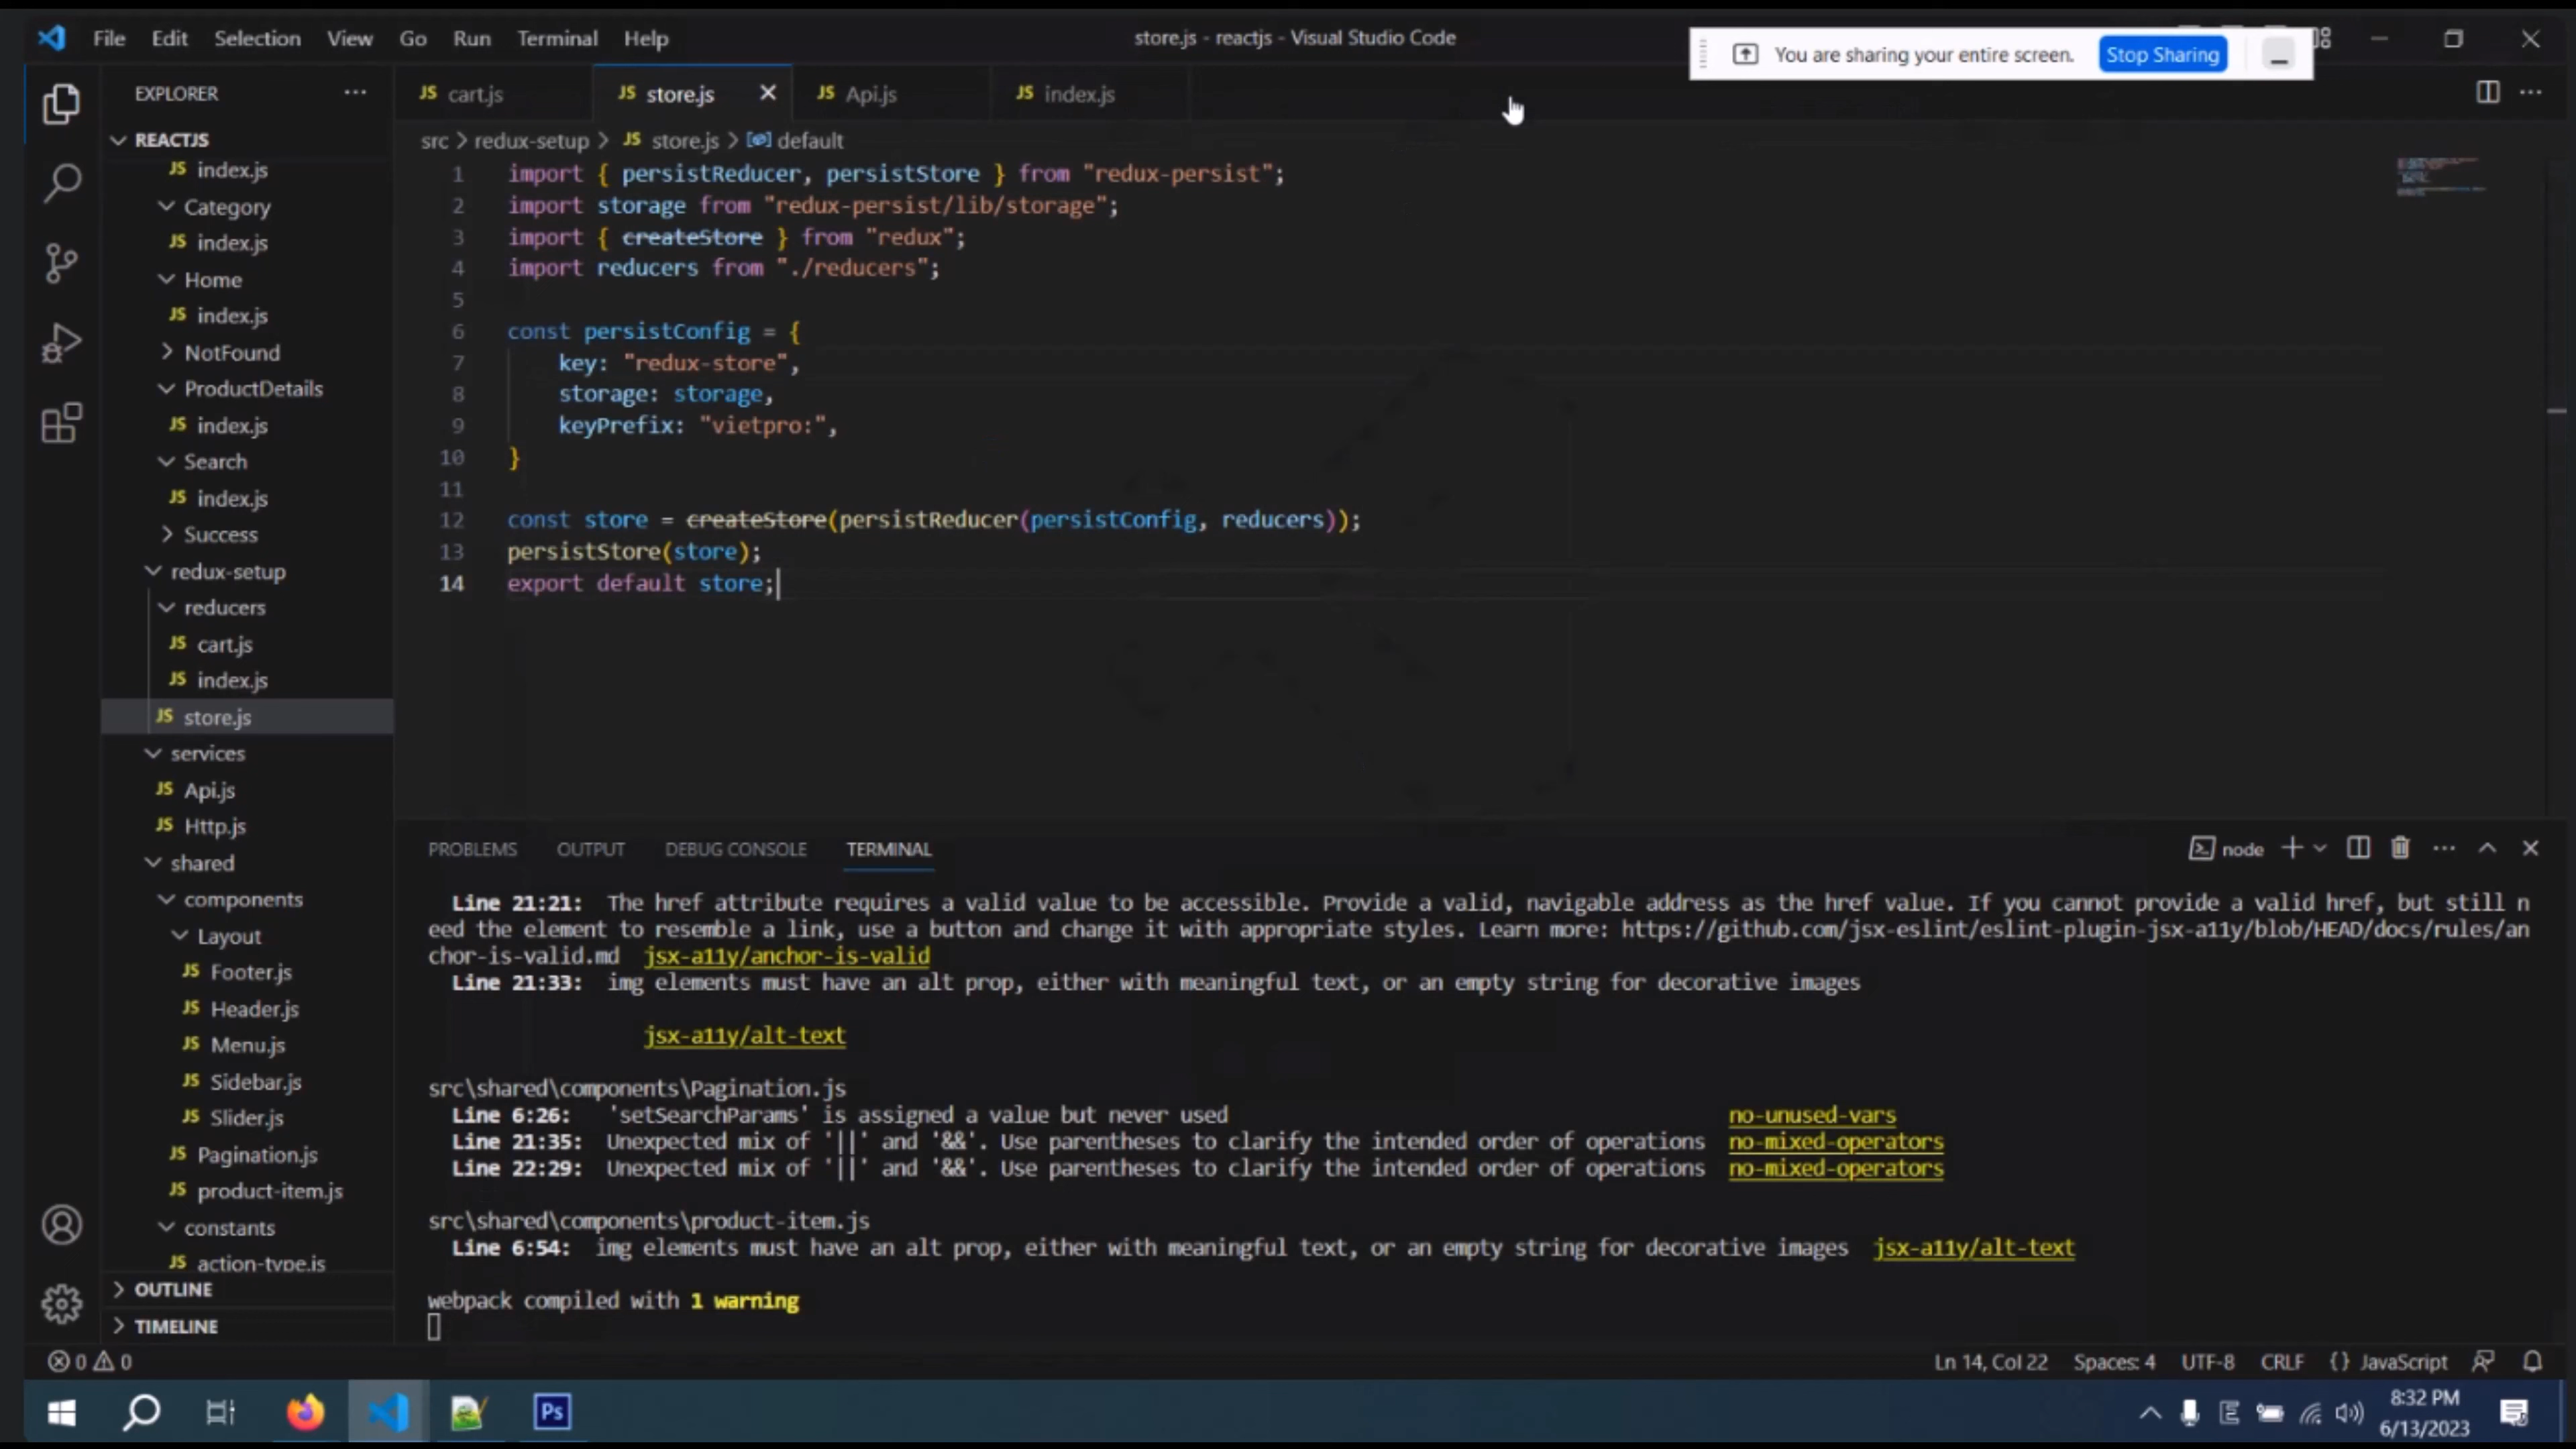 File Edit Selection View Go Run Terminal Help
store.js - reactjs - Visual Studio Code
You are sharing your entire screen. Stop Sharing
EXPLORER
REACTJS
index.js
Category
index.js
Home
index.js
NotFound
ProductDetails
index.js
Search
index.js
Success
redux-setup
reducers
cart.js
index.js
store.js
services
Api.js
Http.js
shared
components
Layout
Footer.js
Header.js
Menu.js
Sidebar.js
Slider.js
Pagination.js
product-item.js
constants
action-type.js
OUTLINE
TIMELINE
JS cart.js JS store.js JS Api.js JS index.js
src > redux-setup > JS store.js > default
1 import { persistReducer, persistStore } from "redux-persist";
2 import storage from "redux-persist/lib/storage";
3 import { createStore } from "redux";
4 import reducers from "./reducers";
5
6 const persistConfig = {
7 key: "redux-store",
8 storage: storage,
9 keyPrefix: "vietpro:",
10 }
11
12 const store = createStore(persistReducer(persistConfig, reducers));
13 persistStore(store);
14 export default store;
PROBLEMS OUTPUT DEBUG CONSOLE TERMINAL
node
Line 21:21: The href attribute requires a valid value to be accessible. Provide a valid, navigable address as the href value. If you cannot provide a valid href, but still n
eed the element to resemble a link, use a button and change it with appropriate styles. Learn more: https://github.com/jsx-eslint/eslint-plugin-jsx-a11y/blob/HEAD/docs/rules/an
chor-is-valid.md jsx-a11y/anchor-is-valid
Line 21:33: img elements must have an alt prop, either with meaningful text, or an empty string for decorative images
jsx-a11y/alt-text
src\shared\components\Pagination.js
Line 6:26: 'setSearchParams' is assigned a value but never used no-unused-vars
Line 21:35: Unexpected mix of '||' and '&&'. Use parentheses to clarify the intended order of operations no-mixed-operators
Line 22:29: Unexpected mix of '||' and '&&'. Use parentheses to clarify the intended order of operations no-mixed-operators
src\shared\components\product-item.js
Line 6:54: img elements must have an alt prop, either with meaningful text, or an empty string for decorative images jsx-a11y/alt-text
webpack compiled with 1 warning
0 0
Ln 14, Col 22 Spaces: 4 UTF-8 CRLF {} JavaScript
Ps
8:32 PM
6/13/2023